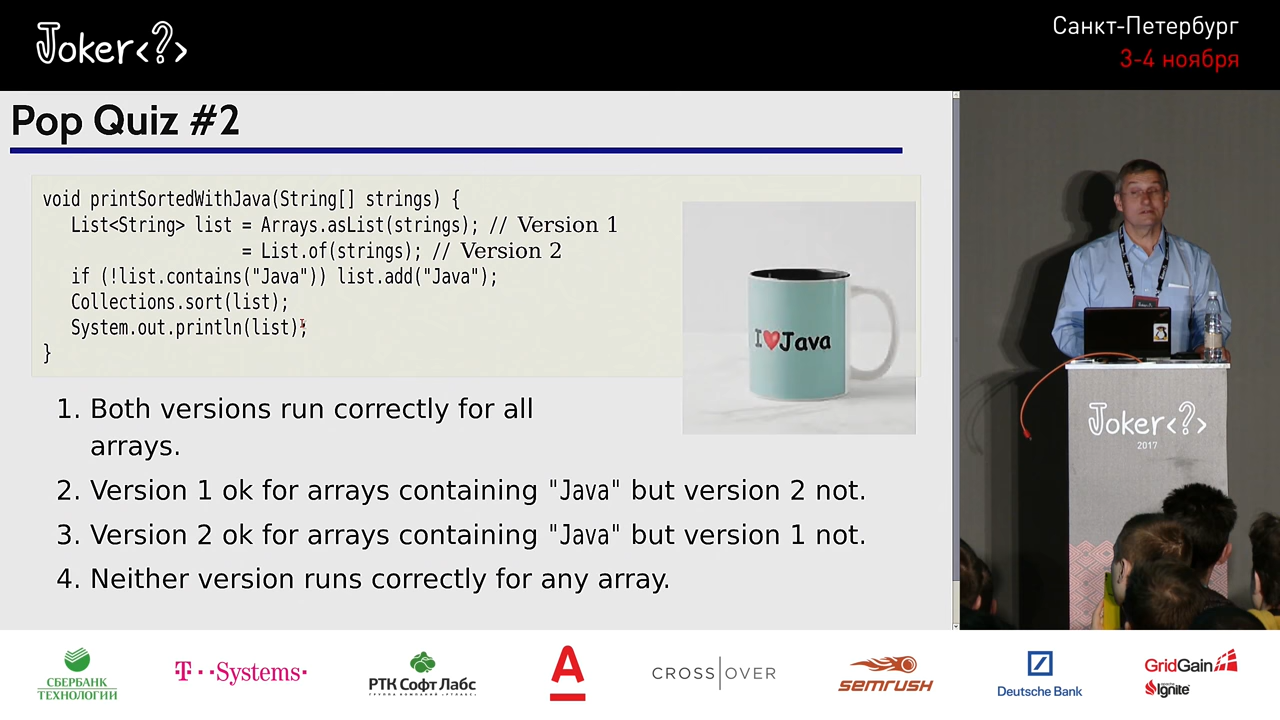 Joker<?>
Санкт-Петербург
3-4 ноября
Pop Quiz #2
void printSortedWithJava(String[] strings) {
List<String> list = Arrays.asList(strings); // Version 1
= List.of(strings); // Version 2
if (!list.contains("Java")) list.add("Java");
Collections.sort(list);
System.out.println(list);
}
I❤Java
1. Both versions run correctly for all
arrays.
2. Version 1 ok for arrays containing "Java" but version 2 not.
3. Version 2 ok for arrays containing "Java" but version 1 not.
4. Neither version runs correctly for any array.
Joker<?>
2017
СБЕРБАНК
ТЕХНОЛОГИИ
T··Systems·
РТК Софт Лабс
А
CROSS|OVER
semrush
Deutsche Bank
GridGain
Ignite